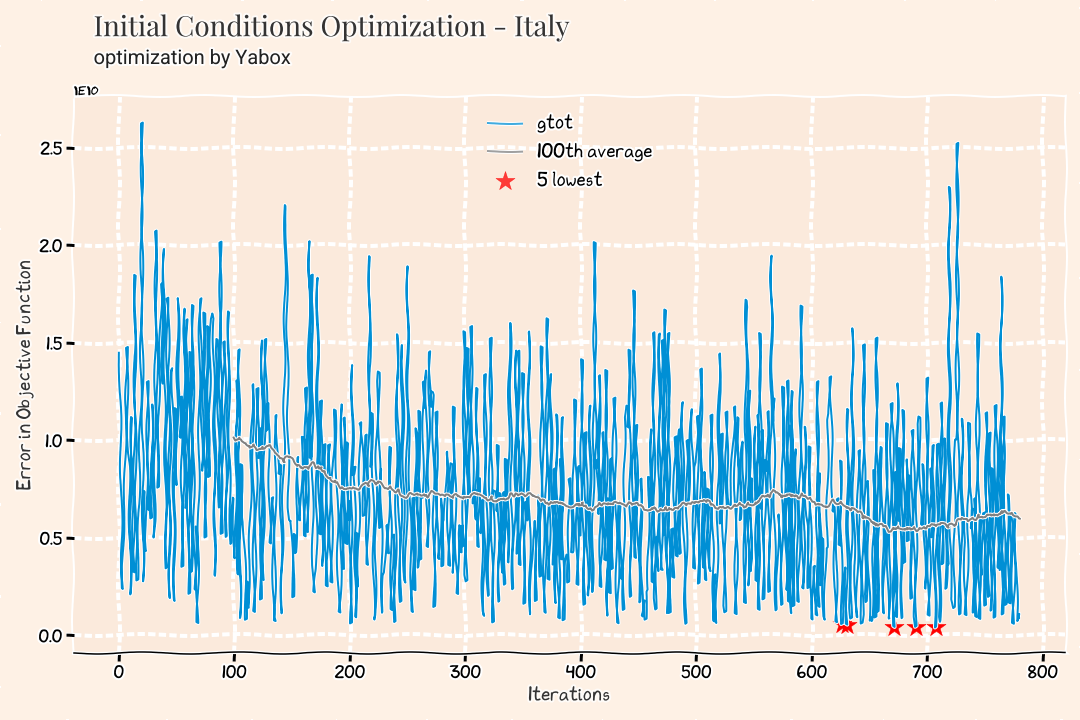 Initial Conditions Optimization - Italy
optimization by Yabox
1E10
gtot
100th average
5 lowest
2.5
2.0
1.5
1.0
0.5
0.0
Error in Objective Function
0 100 200 300 400 500 600 700 800
Iterations